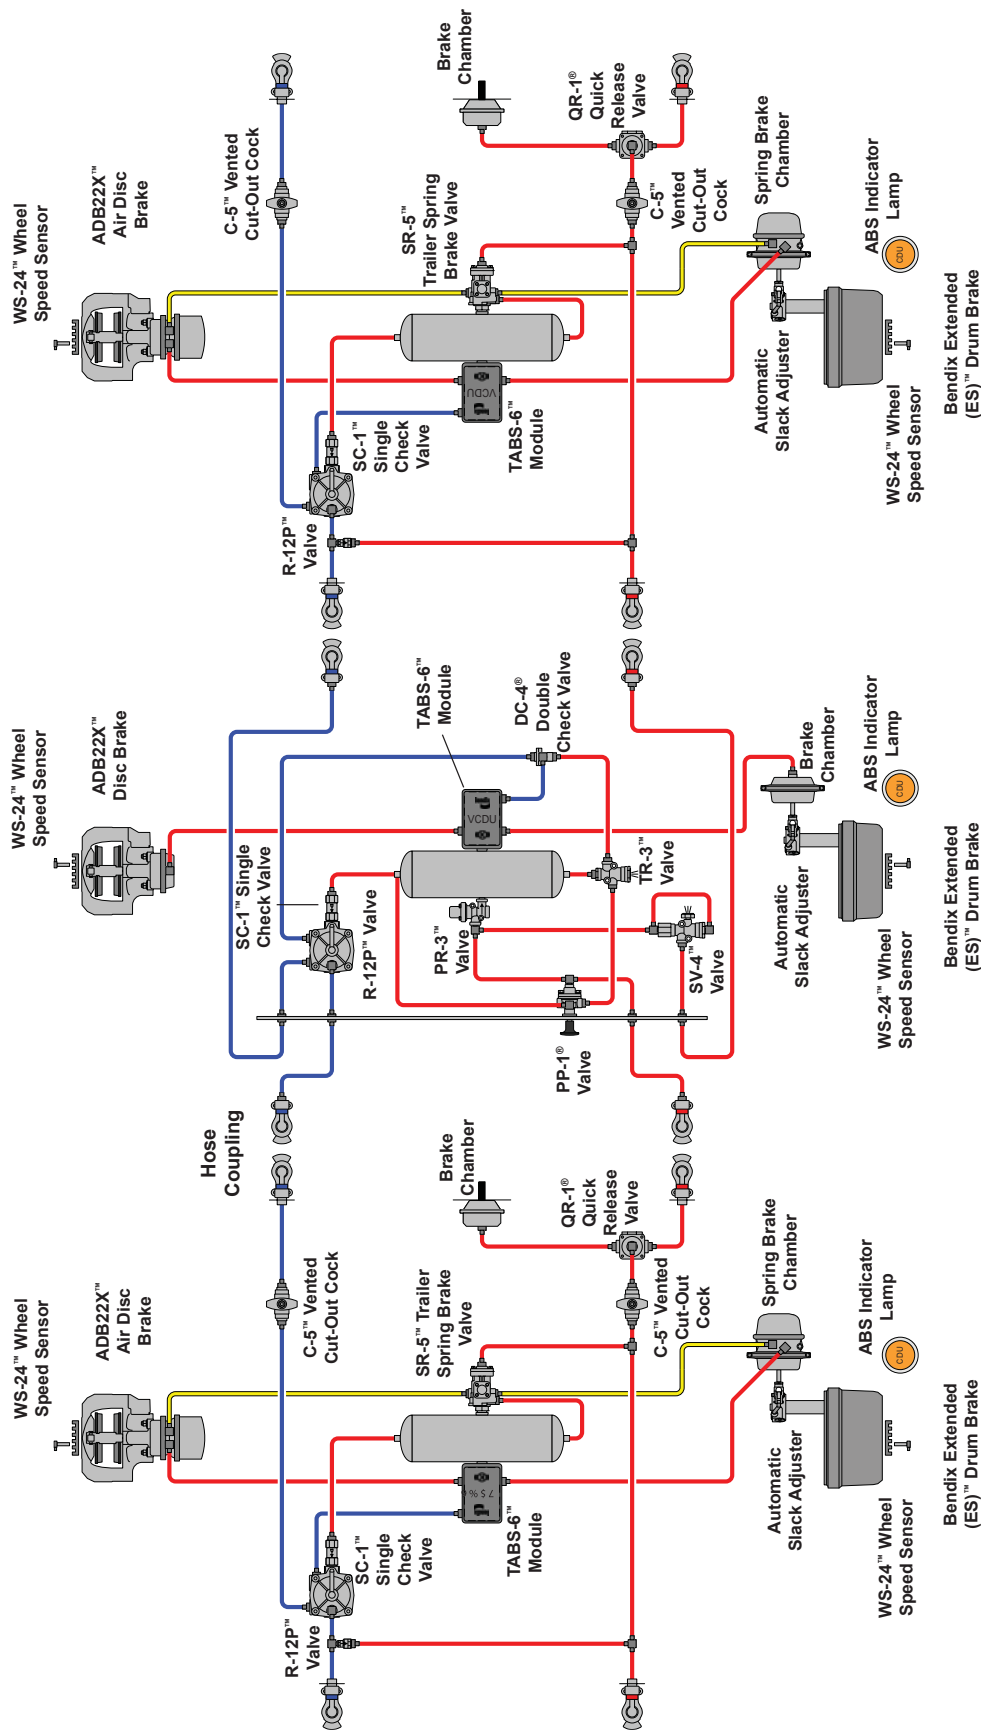 WS-24™ Wheel
Speed Sensor
ADB22X™
Air Disc
Brake
WS-24™ Wheel
Speed Sensor
ADB22X™
Disc Brake
WS-24™ Wheel
Speed Sensor
ADB22X™
Air Disc
Brake
R-12P™
Valve
C-5™ Vented
Cut-Out Cock
Hose
Coupling
SC-1™ Single
Check Valve
R-12P™ Valve
R-12P™
Valve
C-5™ Vented
Cut-Out Cock
SC-1™
Single
Check
Valve
SR-5™ Trailer
Spring Brake
Valve
Brake
Chamber
PR-3™
Valve
TABS-6™
Module
SC-1™
Single
Check
Valve
SR-5™
Trailer Spring
Brake Valve
Brake
Chamber
TABS-6™
Module
QR-1®
Quick
Release
Valve
PP-1®
Valve
VCDU
DC-4®
Double
Check Valve
VCDU
TABS-6™
Module
QR-1®
Quick
Release
Valve
C-5™ Vented
Cut-Out
Cock
SV-4™
Valve
TR-3™
Valve
C-5™
Vented
Cut-Out
Cock
Automatic
Slack Adjuster
Spring Brake
Chamber
Automatic
Slack Adjruster
Brake
Chamber
Automatic
Slack Adjuster
Spring Brake
Chamber
WS-24™ Wheel
Speed Sensor
ABS Indicator
Lamp
CDU
WS-24™ Wheel
Speed Sensor
ABS Indicator
Lamp
CDU
WS-24™ Wheel
Speed Sensor
ABS Indicator
Lamp
CDU
Bendix Extended
(ES)™ Drum Brake
Bendix Extended
(ES)™ Drum Brake
Bendix Extended
(ES)™ Drum Brake